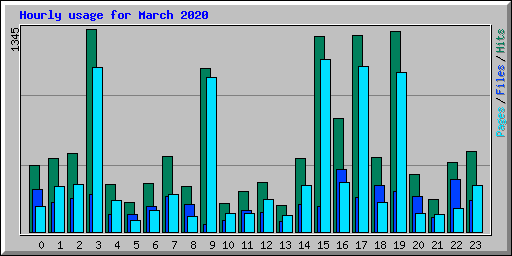 Hourly usage for March 2020
1345
Pages/Files/Hits
0 1 2 3 4 5 6 7 8 9 10 11 12 13 14 15 16 17 18 19 20 21 22 23